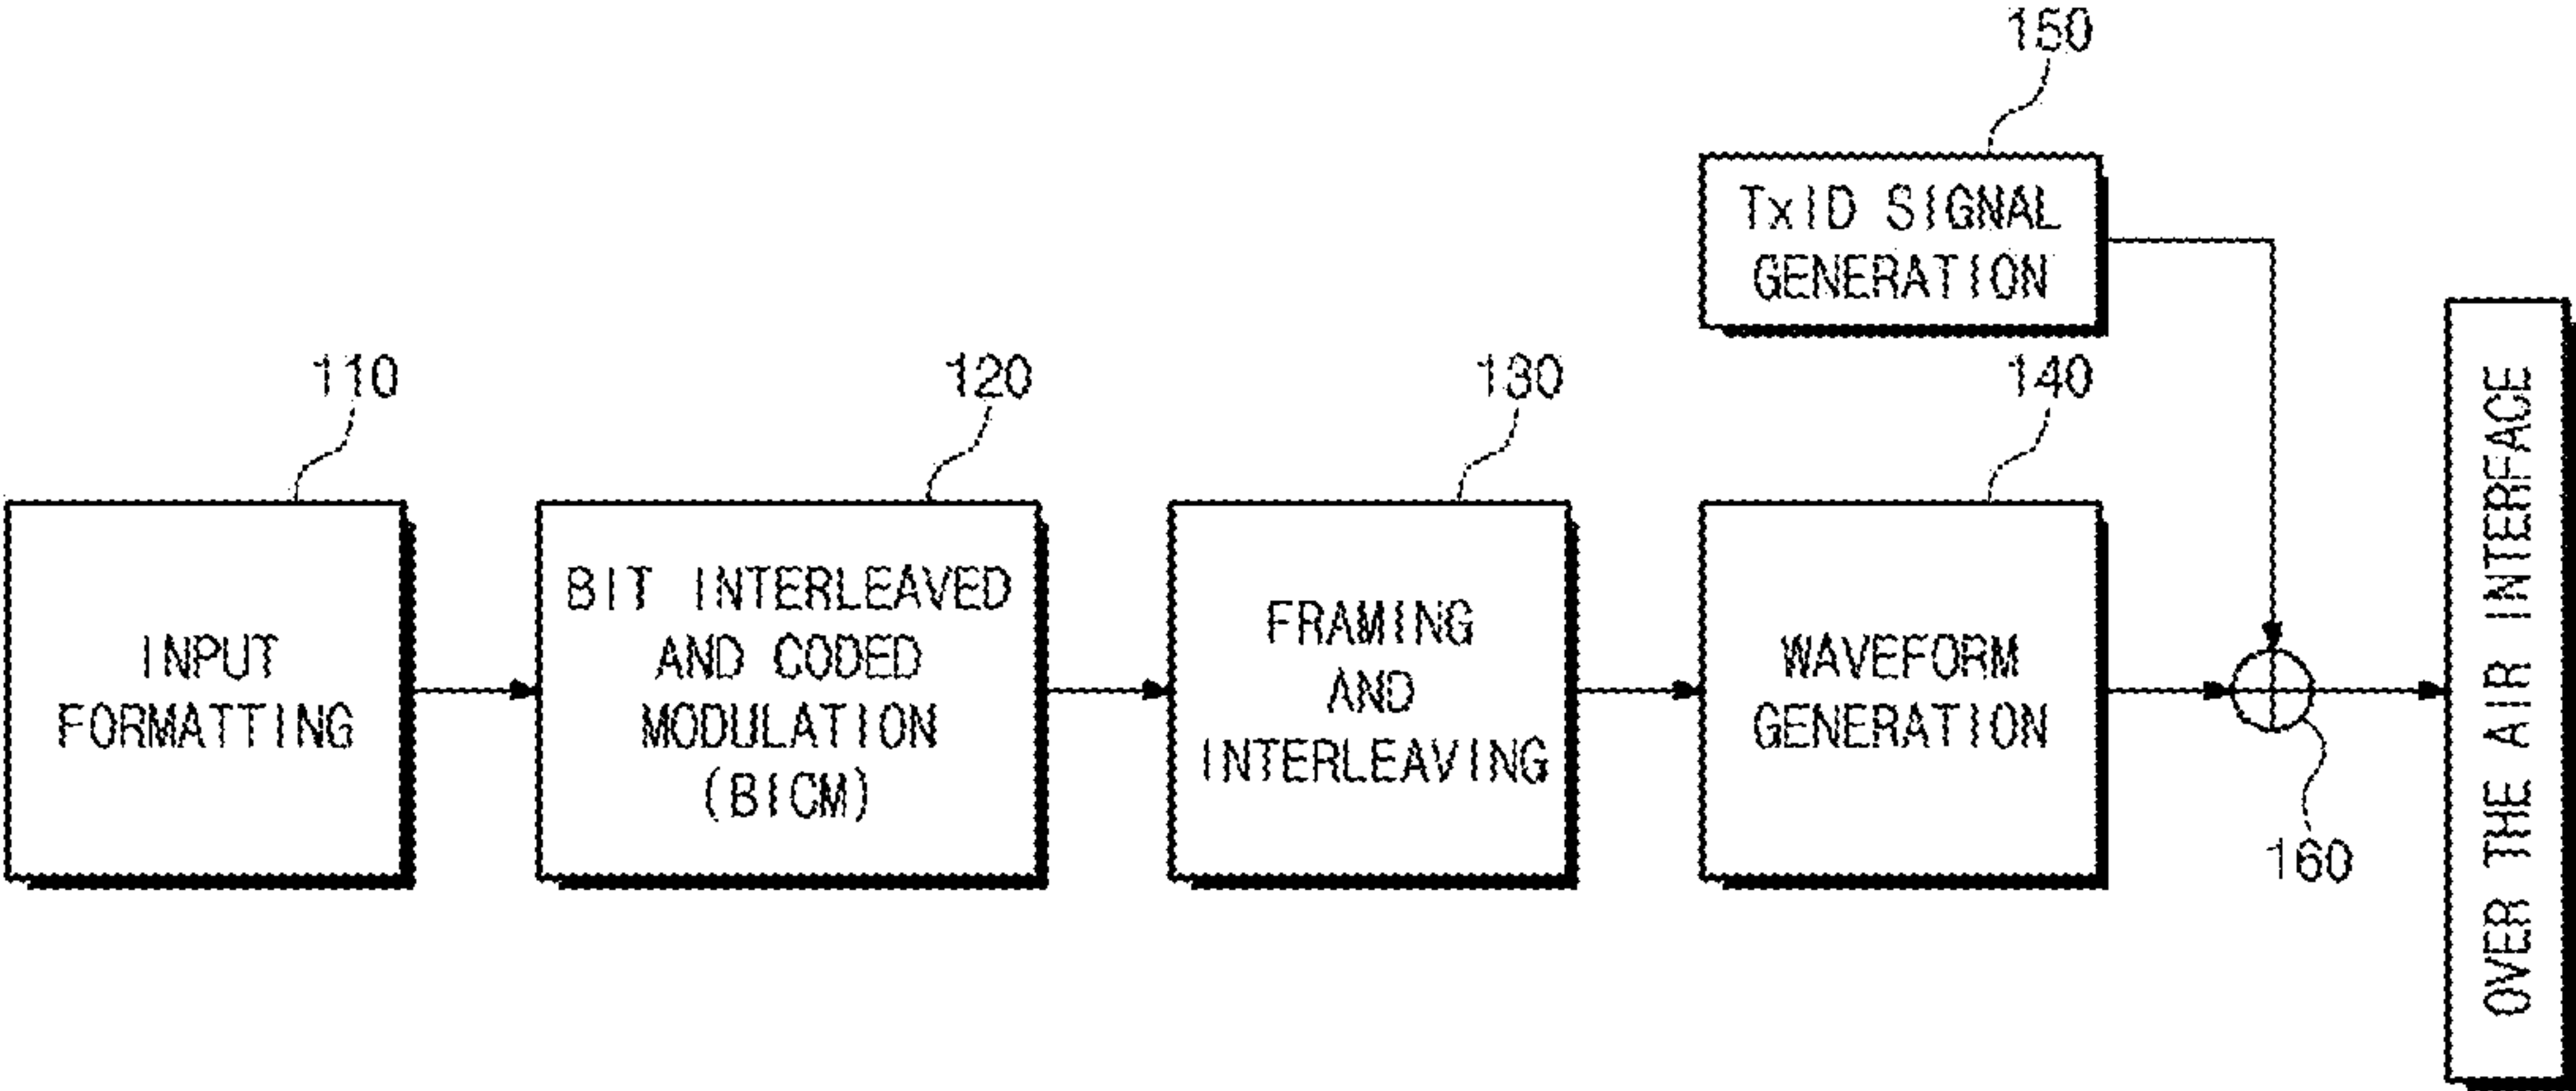 150
TxID SIGNAL
GENERATION
110
120
130
140
INPUT
FORMATTING
BIT INTERLEAVED
AND CODED
MODULATION
(BICM)
FRAMING
AND
INTERLEAVING
WAVEFORM
GENERATION
160
OVER THE AIR INTERFACE